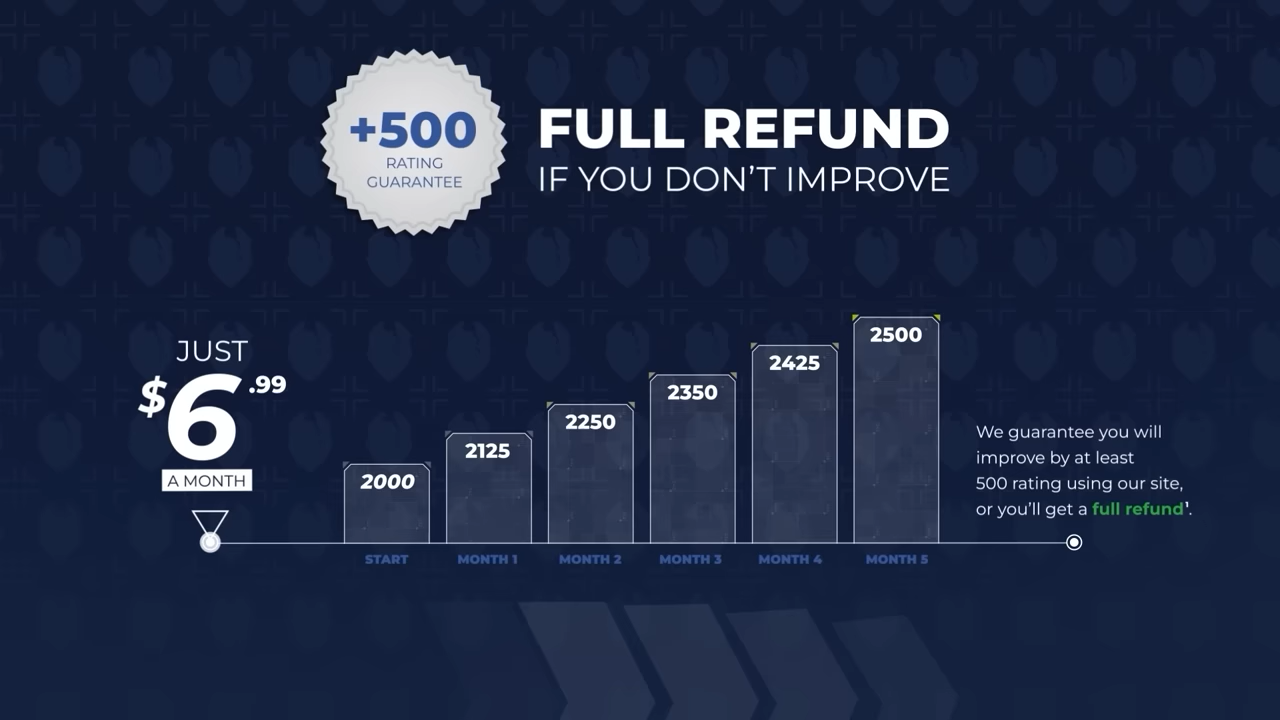 +500
RATING
GUARANTEE
FULL REFUND
IF YOU DON'T IMPROVE
JUST
$6.99
A MONTH
2000
2125
2250
2350
2425
2500
START
MONTH 1
MONTH 2
MONTH 3
MONTH 4
MONTH 5
We guarantee you will
improve by at least
500 rating using our site,
or you'll get a full refund¹.